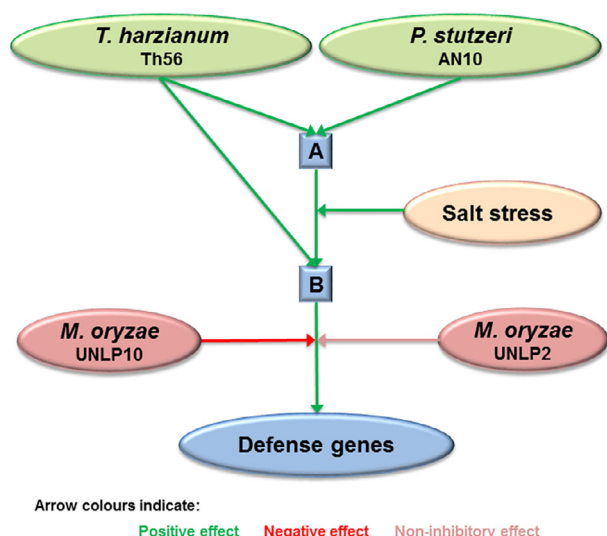 T. harzianum
Th56
P. stutzeri
AN10
A
Salt stress
B
M. oryzae
UNLP10
M. oryzae
UNLP2
Defense genes
Arrow colours indicate:
Positive effect Negative effect Non-inhibitory effect